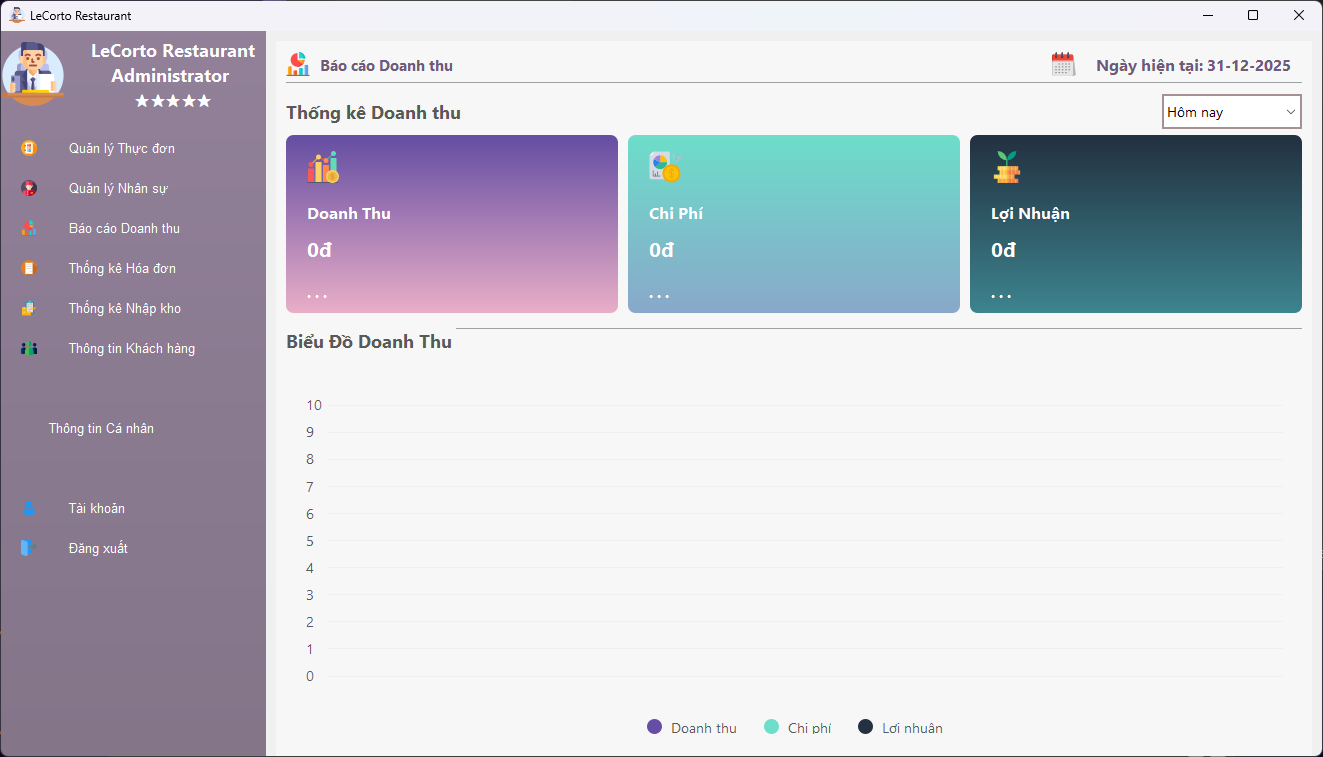 LeCorto Restaurant
LeCorto Restaurant
Administrator
★★★★★
Quản lý Thực đơn
Quản lý Nhân sự
Báo cáo Doanh thu
Thống kê Hóa đơn
Thống kê Nhập kho
Thông tin Khách hàng
Thông tin Cá nhân
Tài khoản
Đăng xuất
Báo cáo Doanh thu
Ngày hiện tại: 31-12-2025
Thống kê Doanh thu
Hôm nay
Doanh Thu
0đ
...
Chi Phí
0đ
...
Lợi Nhuận
0đ
...
Biểu Đồ Doanh Thu
10
9
8
7
6
5
4
3
2
1
0
Doanh thu
Chi phí
Lợi nhuận